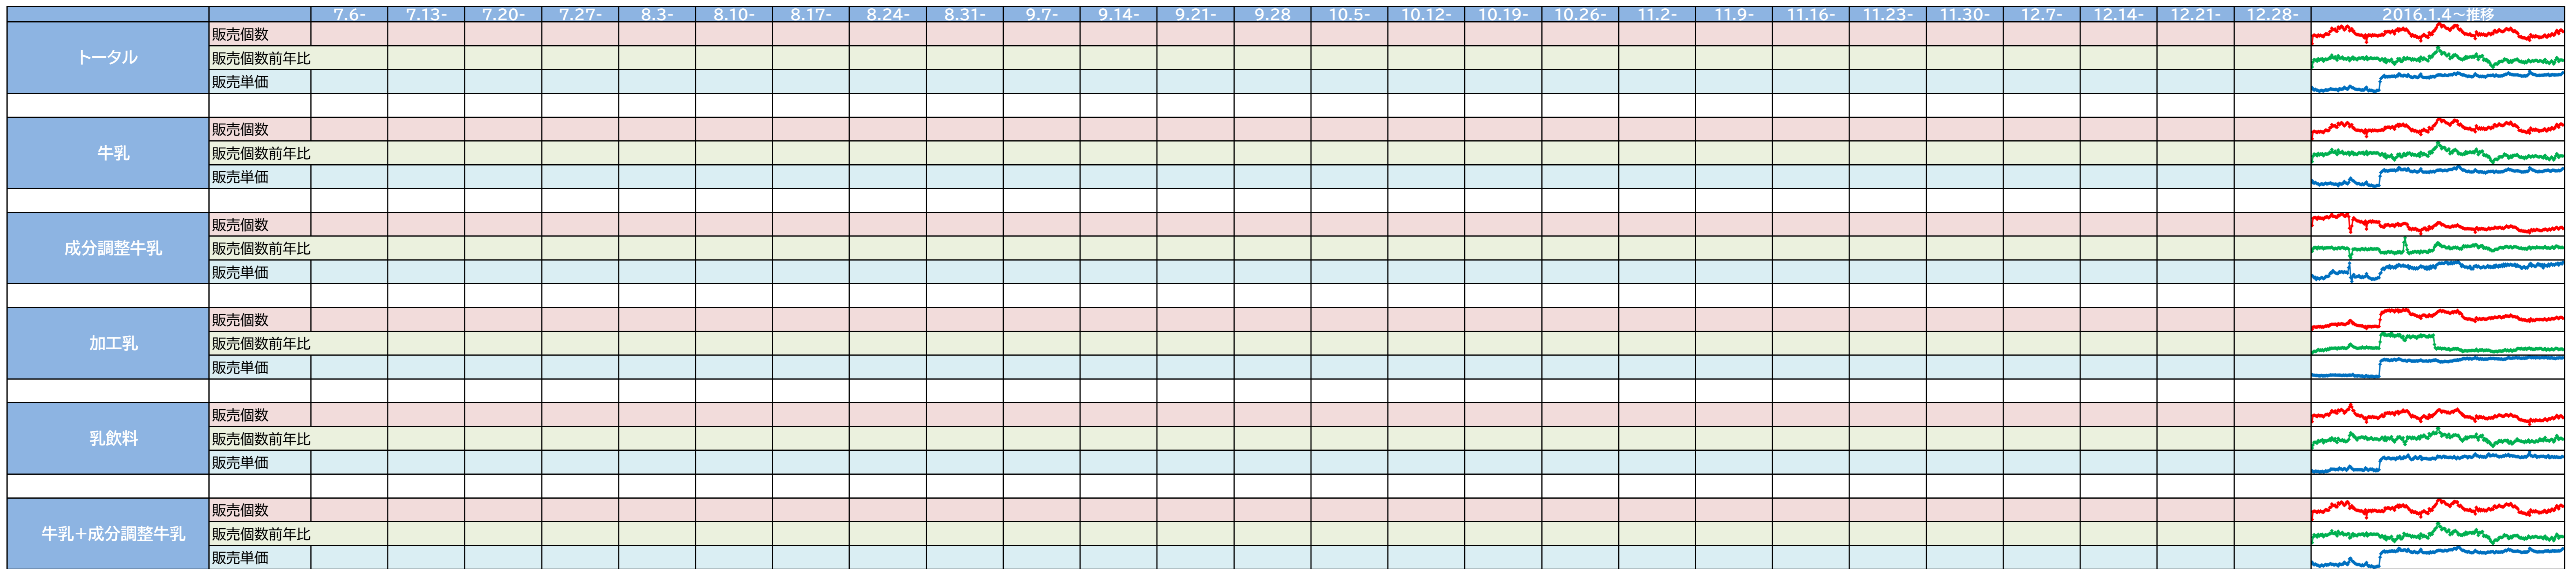 7.6- 7.13- 7.20- 7.27- 8.3- 8.10- 8.17- 8.24- 8.31- 9.7- 9.14- 9.21- 9.28 10.5- 10.12- 10.19- 10.26- 11.2- 11.9- 11.16- 11.23- 11.30- 12.7- 12.14- 12.21- 12.28- 2016.1.4～推移
トータル
販売個数
販売個数前年比
販売単価
牛乳
販売個数
販売個数前年比
販売単価
成分調整牛乳
販売個数
販売個数前年比
販売単価
加工乳
販売個数
販売個数前年比
販売単価
乳飲料
販売個数
販売個数前年比
販売単価
牛乳+成分調整牛乳
販売個数
販売個数前年比
販売単価